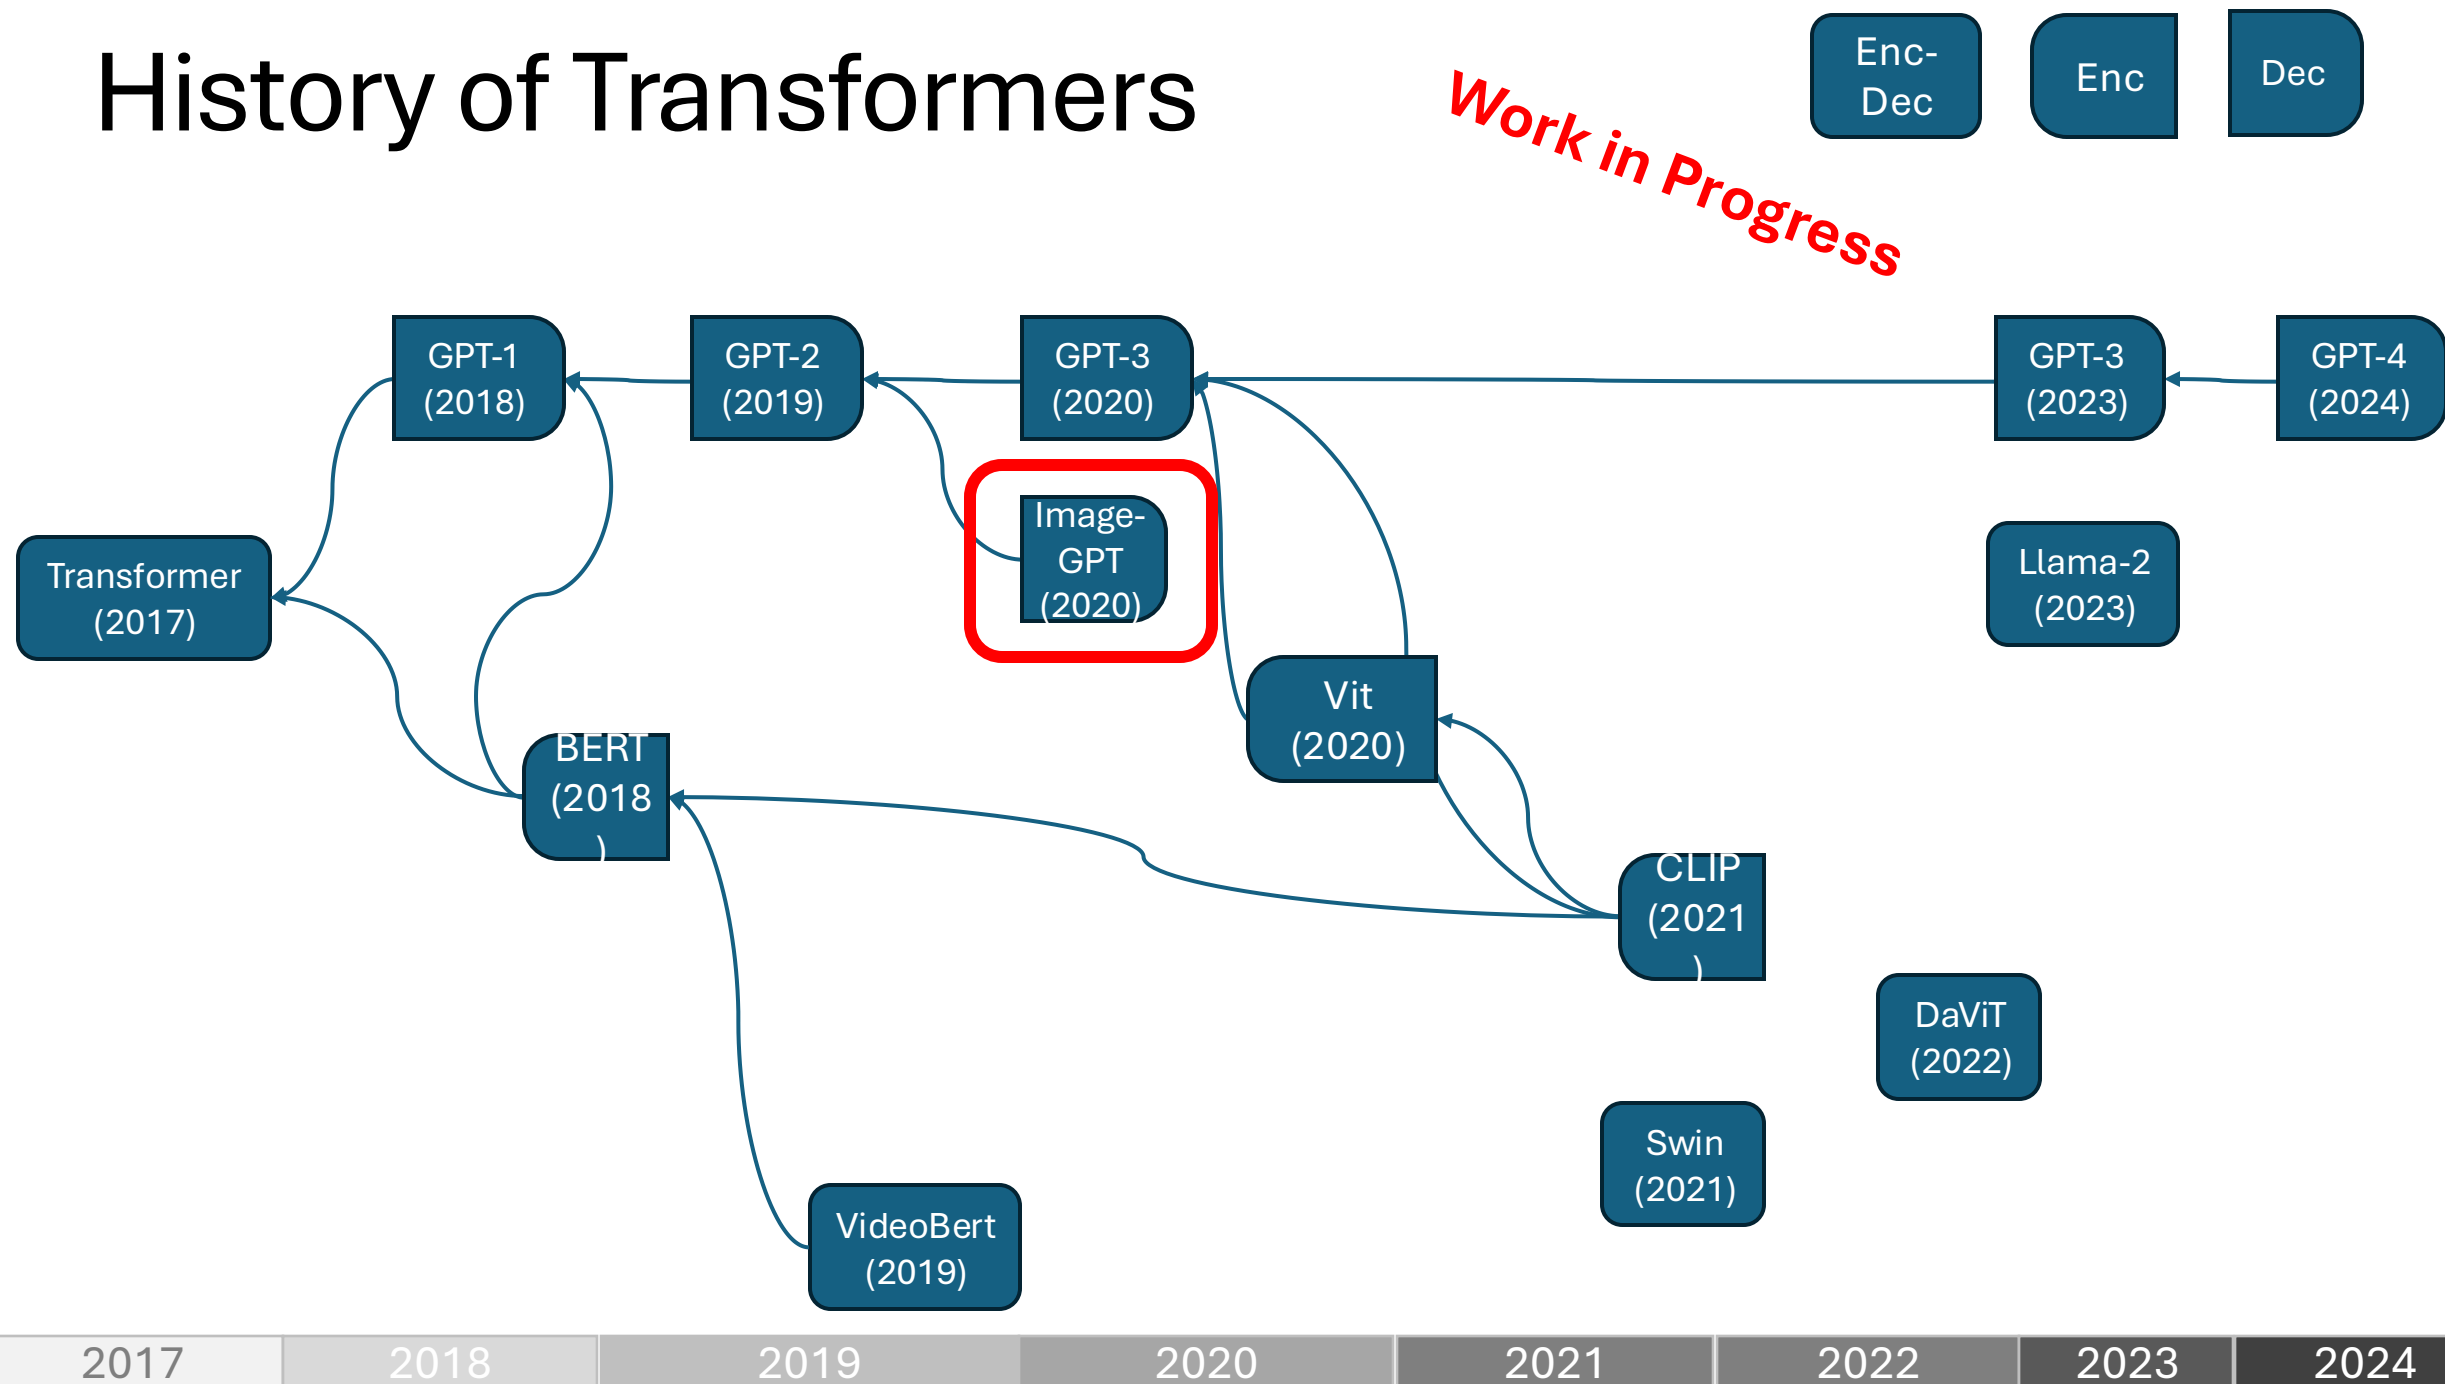 History of Transformers
Enc-
Dec
Enc
Dec
Work in Progress
GPT-1
(2018)
GPT-2
(2019)
GPT-3
(2020)
GPT-3
(2023)
GPT-4
(2024)
Image-
GPT
(2020)
Transformer
(2017)
Llama-2
(2023)
Vit
(2020)
BERT
(2018
)
CLIP
(2021
)
DaViT
(2022)
Swin
(2021)
VideoBert
(2019)
2017
2018
2019
2020
2021
2022
2023
2024